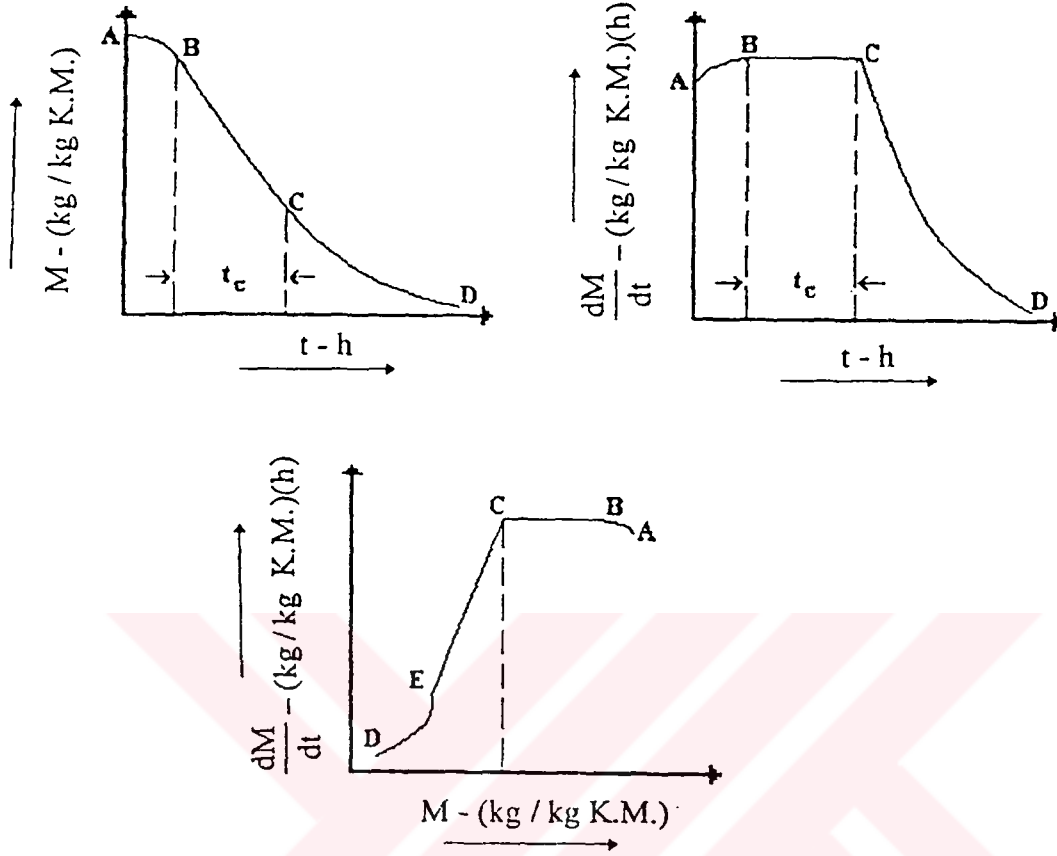 A
B
C
D
M - (kg / kg K.M.)
t_c
t - h
A
B
C
D
dM/dt - (kg / kg K.M.)(h)
t_c
t - h
A
B
C
E
D
dM/dt - (kg / kg K.M.)(h)
M - (kg / kg K.M.)